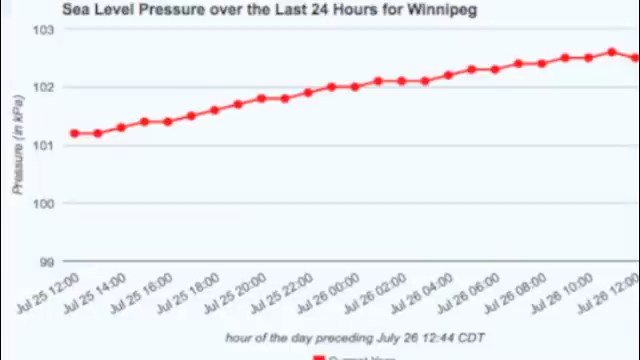 Sea Level Pressure over the Last 24 Hours for Winnipeg
103
102
101
100
99
Pressure (in kPa)
Jul 25 12:00
Jul 25 14:00
Jul 25 16:00
Jul 25 18:00
Jul 25 20:00
Jul 25 22:00
Jul 26 00:00
Jul 26 02:00
Jul 26 04:00
Jul 26 06:00
Jul 26 08:00
Jul 26 10:00
Jul 26 12:00
hour of the day preceding July 26 12:44 CDT